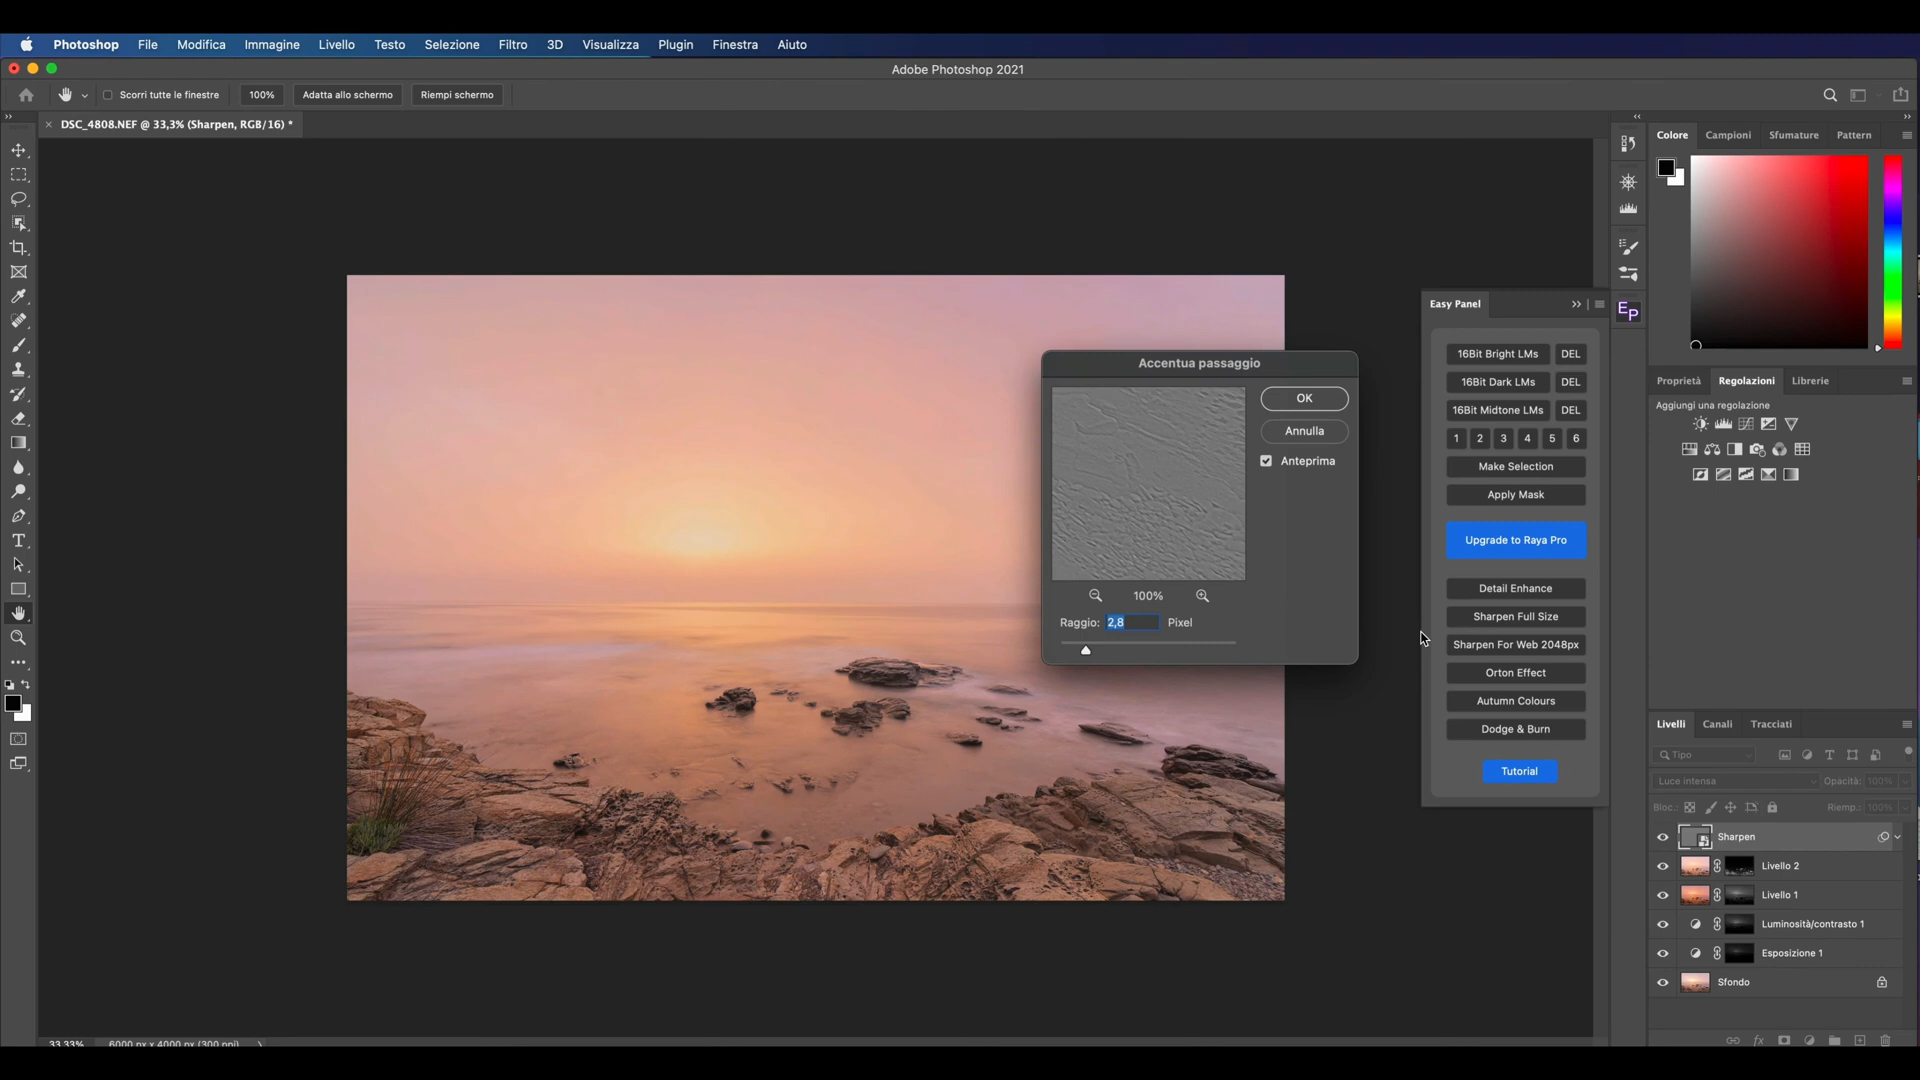 Photoshop File Modifica Immagine Livello Testo Selezione Filtro 3D Visualizza Plugin Finestra Aiuto
Adobe Photoshop 2021
Scorri tutte le finestre 100% Adatta allo schermo Riempi schermo
DSC_4808.NEF @ 33,3% (Sharpen, RGB/16) *
Colore Campioni Sfumature Pattern
Easy Panel
EP
16Bit Bright LMs DEL
16Bit Dark LMs DEL
16Bit Midtone LMs DEL
1 2 3 4 5 6
Make Selection
Apply Mask
Upgrade to Raya Pro
Detail Enhance
Sharpen Full Size
Sharpen For Web 2048px
Orton Effect
Autumn Colours
Dodge & Burn
Tutorial
Accentua passaggio
OK
Annulla
Anteprima
100%
Raggio: 2,8 Pixel
Proprietà Regolazioni Librerie
Aggiungi una regolazione
Livelli Canali Tracciati
Tipo
Luce intensa Opacità: 100%
Bloc.: Riemp.: 100%
Sharpen
Livello 2
Livello 1
Luminosità/contrasto 1
Esposizione 1
Sfondo
fx
33,33% 6000 px x 4000 px (300 ppi)